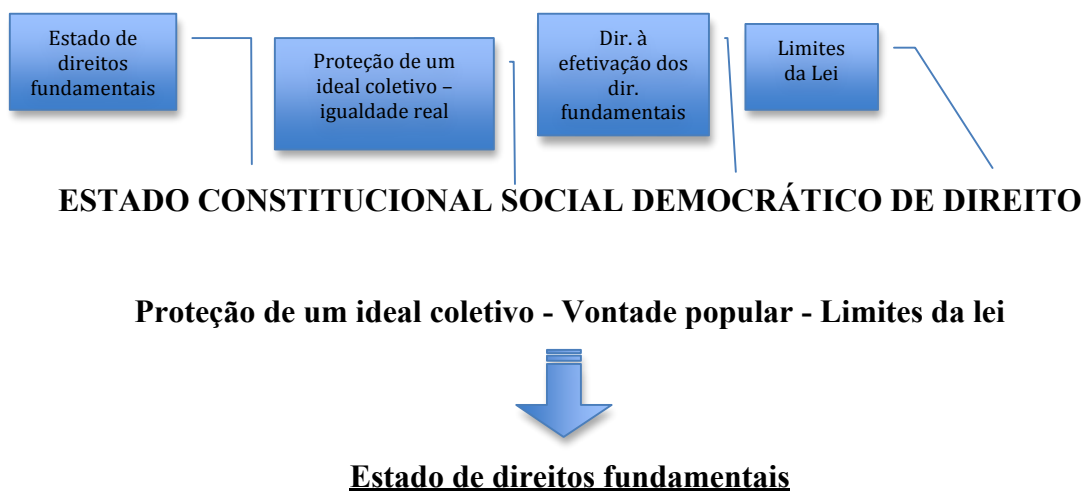 Estado de
direitos
fundamentais
Proteção de um
ideal coletivo –
igualdade real
Dir. à
efetivação dos
dir.
fundamentais
Limites
da Lei
ESTADO CONSTITUCIONAL SOCIAL DEMOCRÁTICO DE DIREITO
Proteção de um ideal coletivo - Vontade popular - Limites da lei
Estado de direitos fundamentais